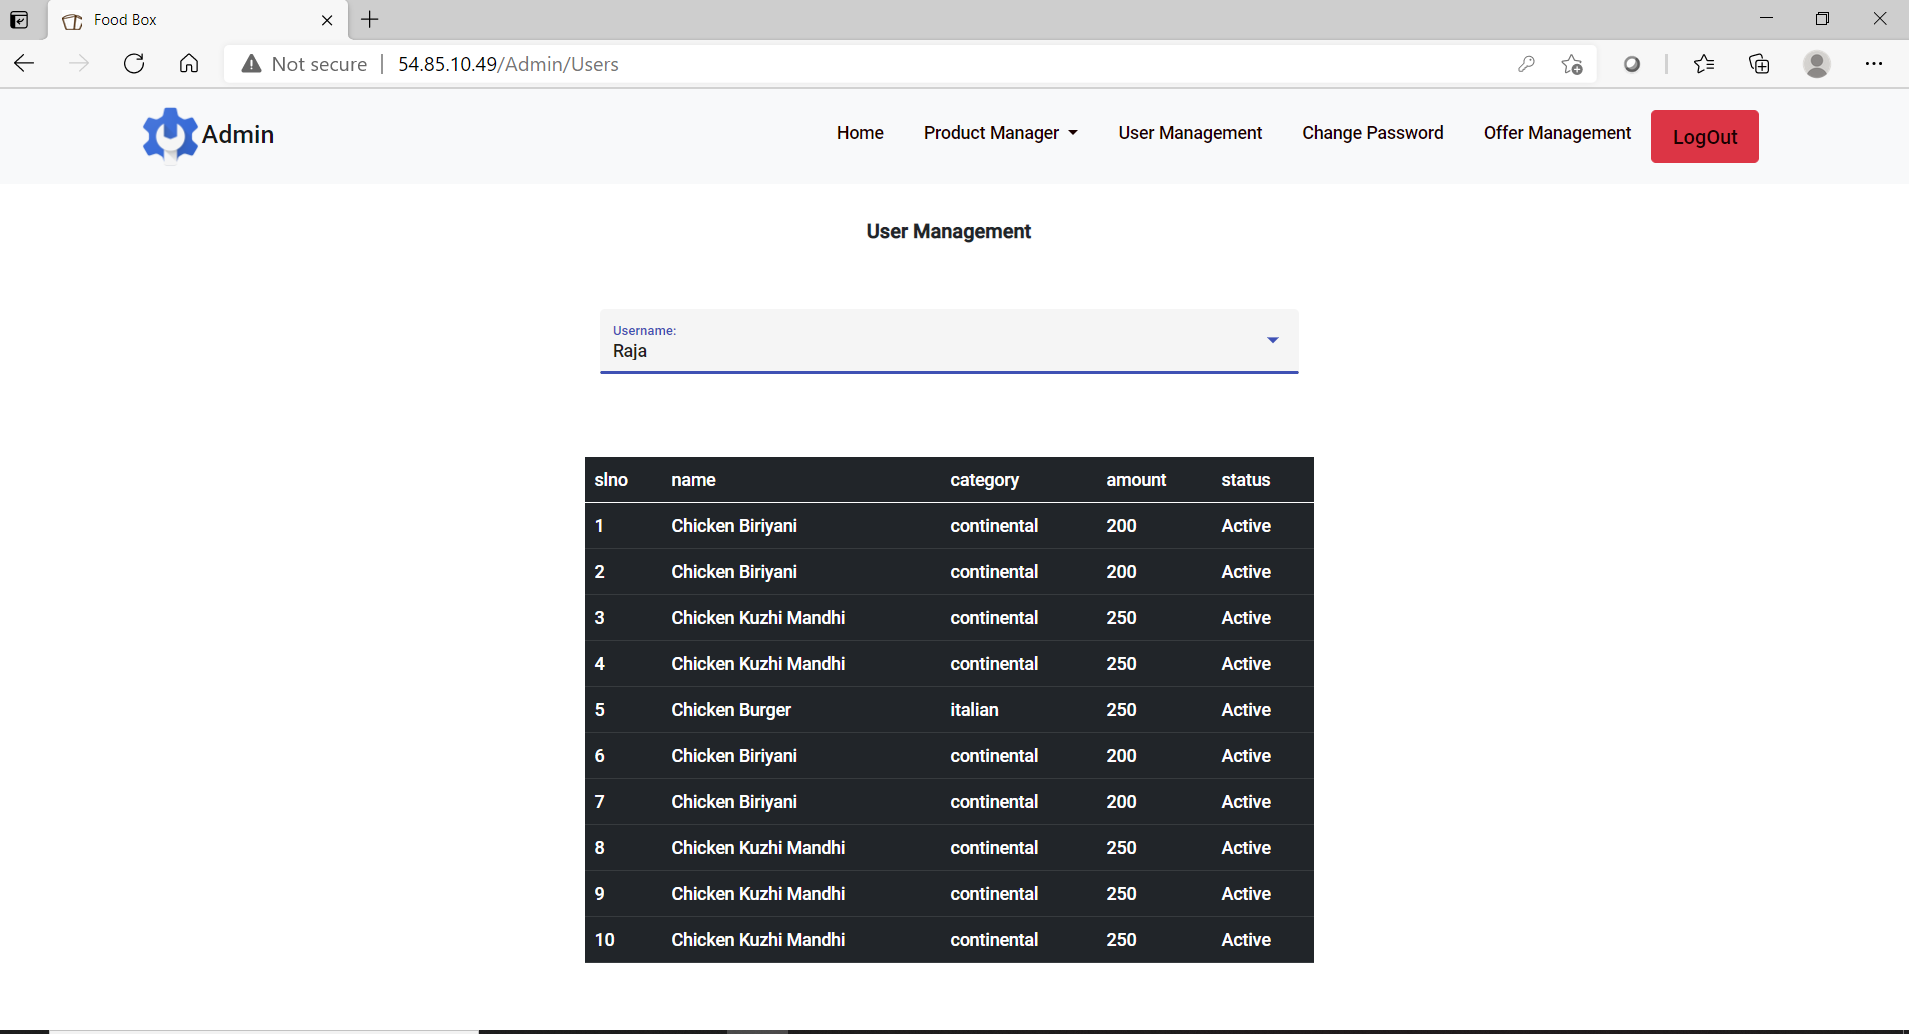 Food Box
Not secure | 54.85.10.49/Admin/Users
Admin Home Product Manager User Management Change Password Offer Management LogOut
User Management
Username:
Raja
slno name category amount status
1 Chicken Biriyani continental 200 Active
2 Chicken Biriyani continental 200 Active
3 Chicken Kuzhi Mandhi continental 250 Active
4 Chicken Kuzhi Mandhi continental 250 Active
5 Chicken Burger italian 250 Active
6 Chicken Biriyani continental 200 Active
7 Chicken Biriyani continental 200 Active
8 Chicken Kuzhi Mandhi continental 250 Active
9 Chicken Kuzhi Mandhi continental 250 Active
10 Chicken Kuzhi Mandhi continental 250 Active